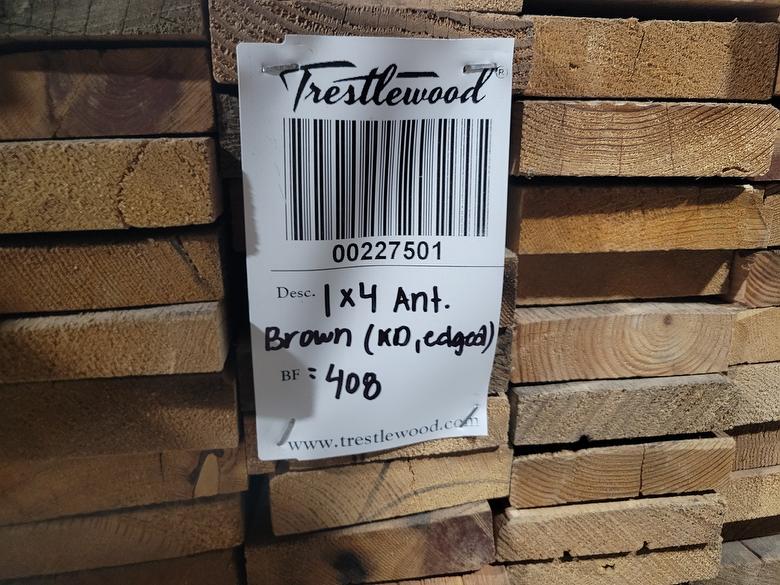 Trestlewood®
00227501
Desc. 1x4 Ant.
Brown (KD, edged)
BF : 408
www.trestlewood.com